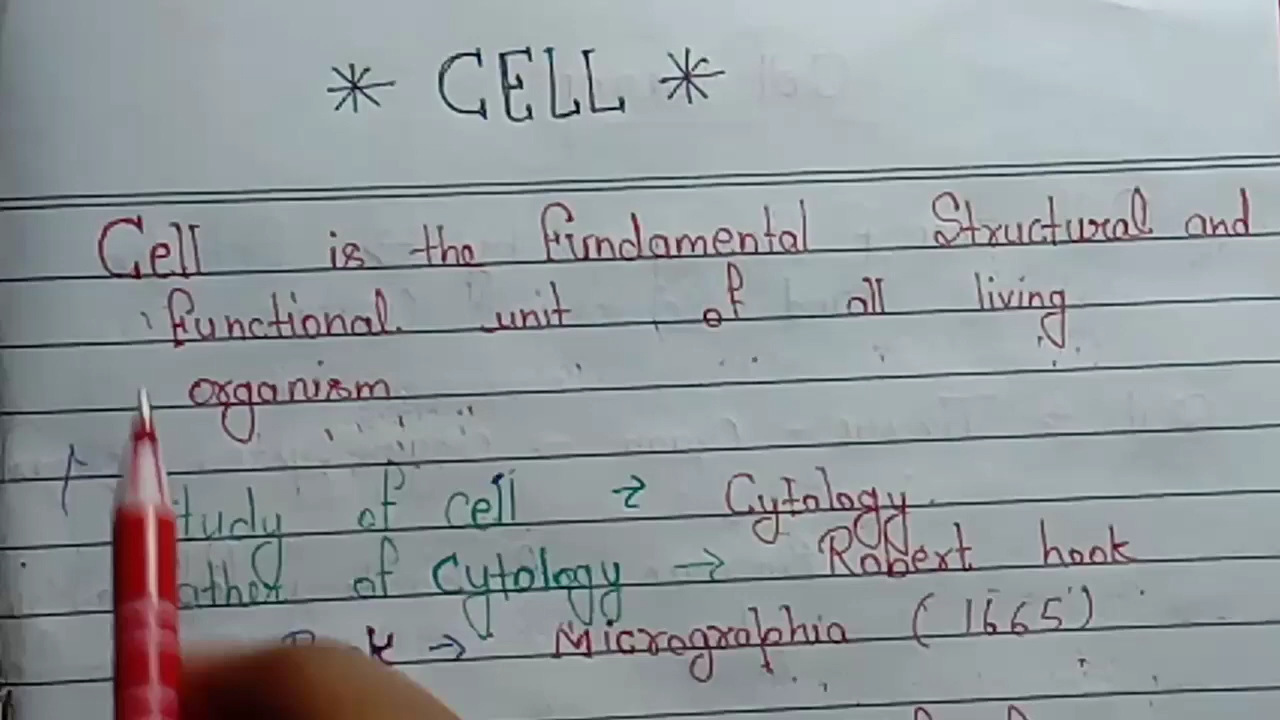 * CELL *
Cell is the fundamental Structural and
functional unit of all living
organism
tudy of cell → Cytology
ather of Cytology → Robert hook
→ Micrographia (1665)